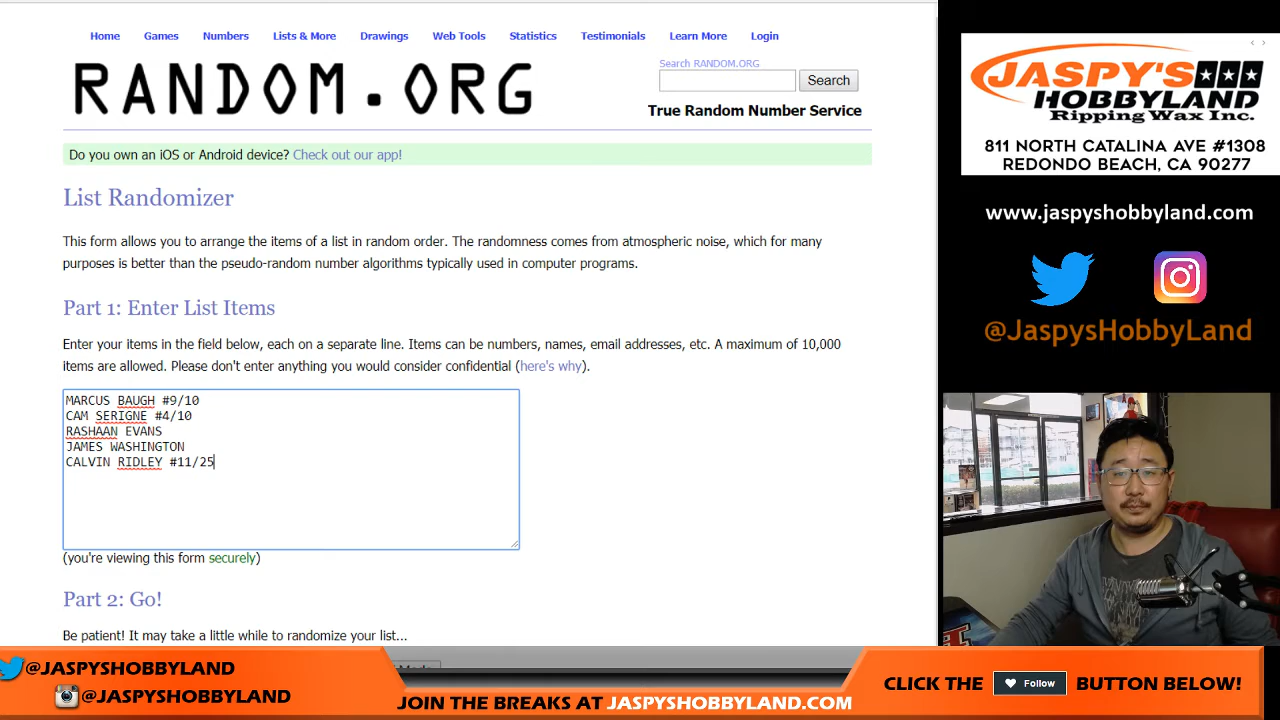 Home Games Numbers Lists & More Drawings Web Tools Statistics Testimonials Learn More Login
RANDOM.ORG
Search RANDOM.ORG
Search
True Random Number Service
Do you own an iOS or Android device? Check out our app!
List Randomizer
This form allows you to arrange the items of a list in random order. The randomness comes from atmospheric noise, which for many
purposes is better than the pseudo-random number algorithms typically used in computer programs.
Part 1: Enter List Items
Enter your items in the field below, each on a separate line. Items can be numbers, names, email addresses, etc. A maximum of 10,000
items are allowed. Please don't enter anything you would consider confidential (here's why).
MARCUS BAUGH #9/10
CAM SERIGNE #4/10
RASHAAN EVANS
JAMES WASHINGTON
CALVIN RIDLEY #11/25
(you're viewing this form securely)
Part 2: Go!
Be patient! It may take a little while to randomize your list...
JASPY'S
HOBBYLAND
Ripping Wax Inc.
811 NORTH CATALINA AVE #1308
REDONDO BEACH, CA 90277
www.jaspyshobbyland.com
@JaspysHobbyLand
@JASPYSHOBBYLAND
@JASPYSHOBBYLAND
JOIN THE BREAKS AT JASPYSHOBBYLAND.COM
CLICK THE Follow BUTTON BELOW!